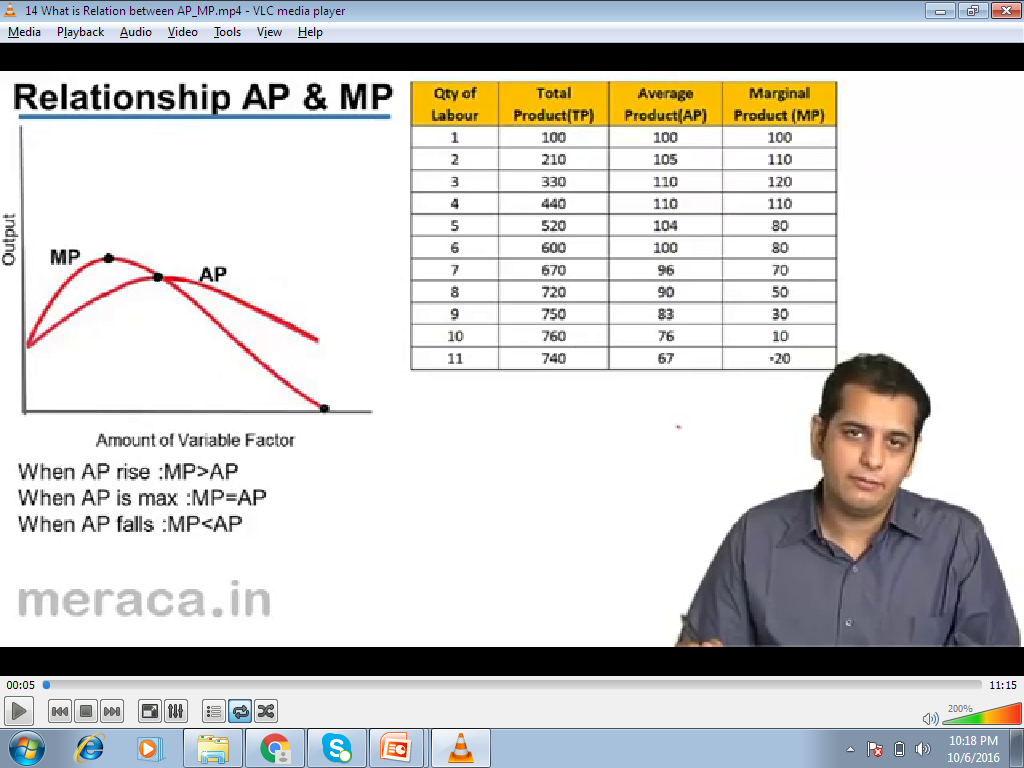 14 What is Relation between AP_MP.mp4 - VLC media player
Media Playback Audio Video Tools View Help
Relationship AP & MP
Output
MP
AP
Amount of Variable Factor
When AP rise :MP>AP
When AP is max :MP=AP
When AP falls :MP<AP
meraca.in
Qty of Labour Total Product(TP) Average Product(AP) Marginal Product (MP)
1 100 100 100
2 210 105 110
3 330 110 120
4 440 110 110
5 520 104 80
6 600 100 80
7 670 96 70
8 720 90 50
9 750 83 30
10 760 76 10
11 740 67 -20
00:05 11:15
200%
10:18 PM
10/6/2016